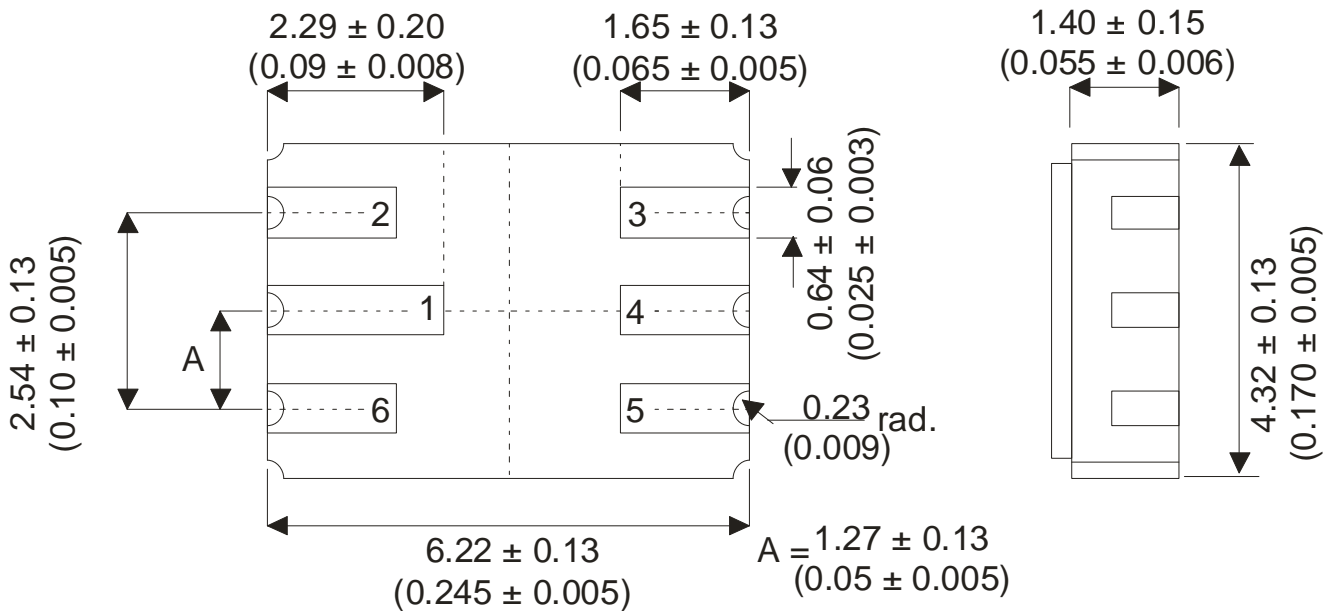 2.29 ± 0.20
(0.09 ± 0.008)
1.65 ± 0.13
(0.065 ± 0.005)
1.40 ± 0.15
(0.055 ± 0.006)
2
3
0.64 ± 0.06
(0.025 ± 0.003)
2.54 ± 0.13
(0.10 ± 0.005)
1
4
A
6
5
0.23 rad.
(0.009)
4.32 ± 0.13
(0.170 ± 0.005)
6.22 ± 0.13
(0.245 ± 0.005)
A = 1.27 ± 0.13
(0.05 ± 0.005)